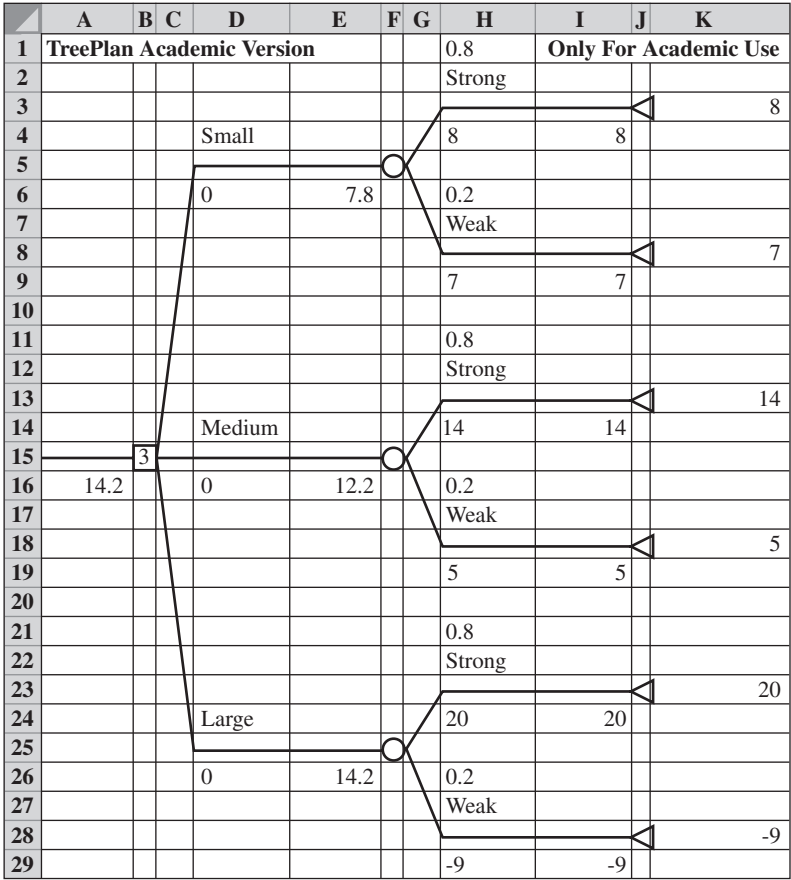 A B C D E F G H I J K
1 TreePlan Academic Version 0.8 Only For Academic Use
2 Strong
3 8
4 Small 8 8
5
6 0 7.8 0.2
7 Weak
8 7
9 7 7
10
11 0.8
12 Strong
13 14
14 Medium 14 14
15 3
16 14.2 0 12.2 0.2
17 Weak
18 5
19 5 5
20
21 0.8
22 Strong
23 20
24 Large 20 20
25
26 0 14.2 0.2
27 Weak
28 -9
29 -9 -9